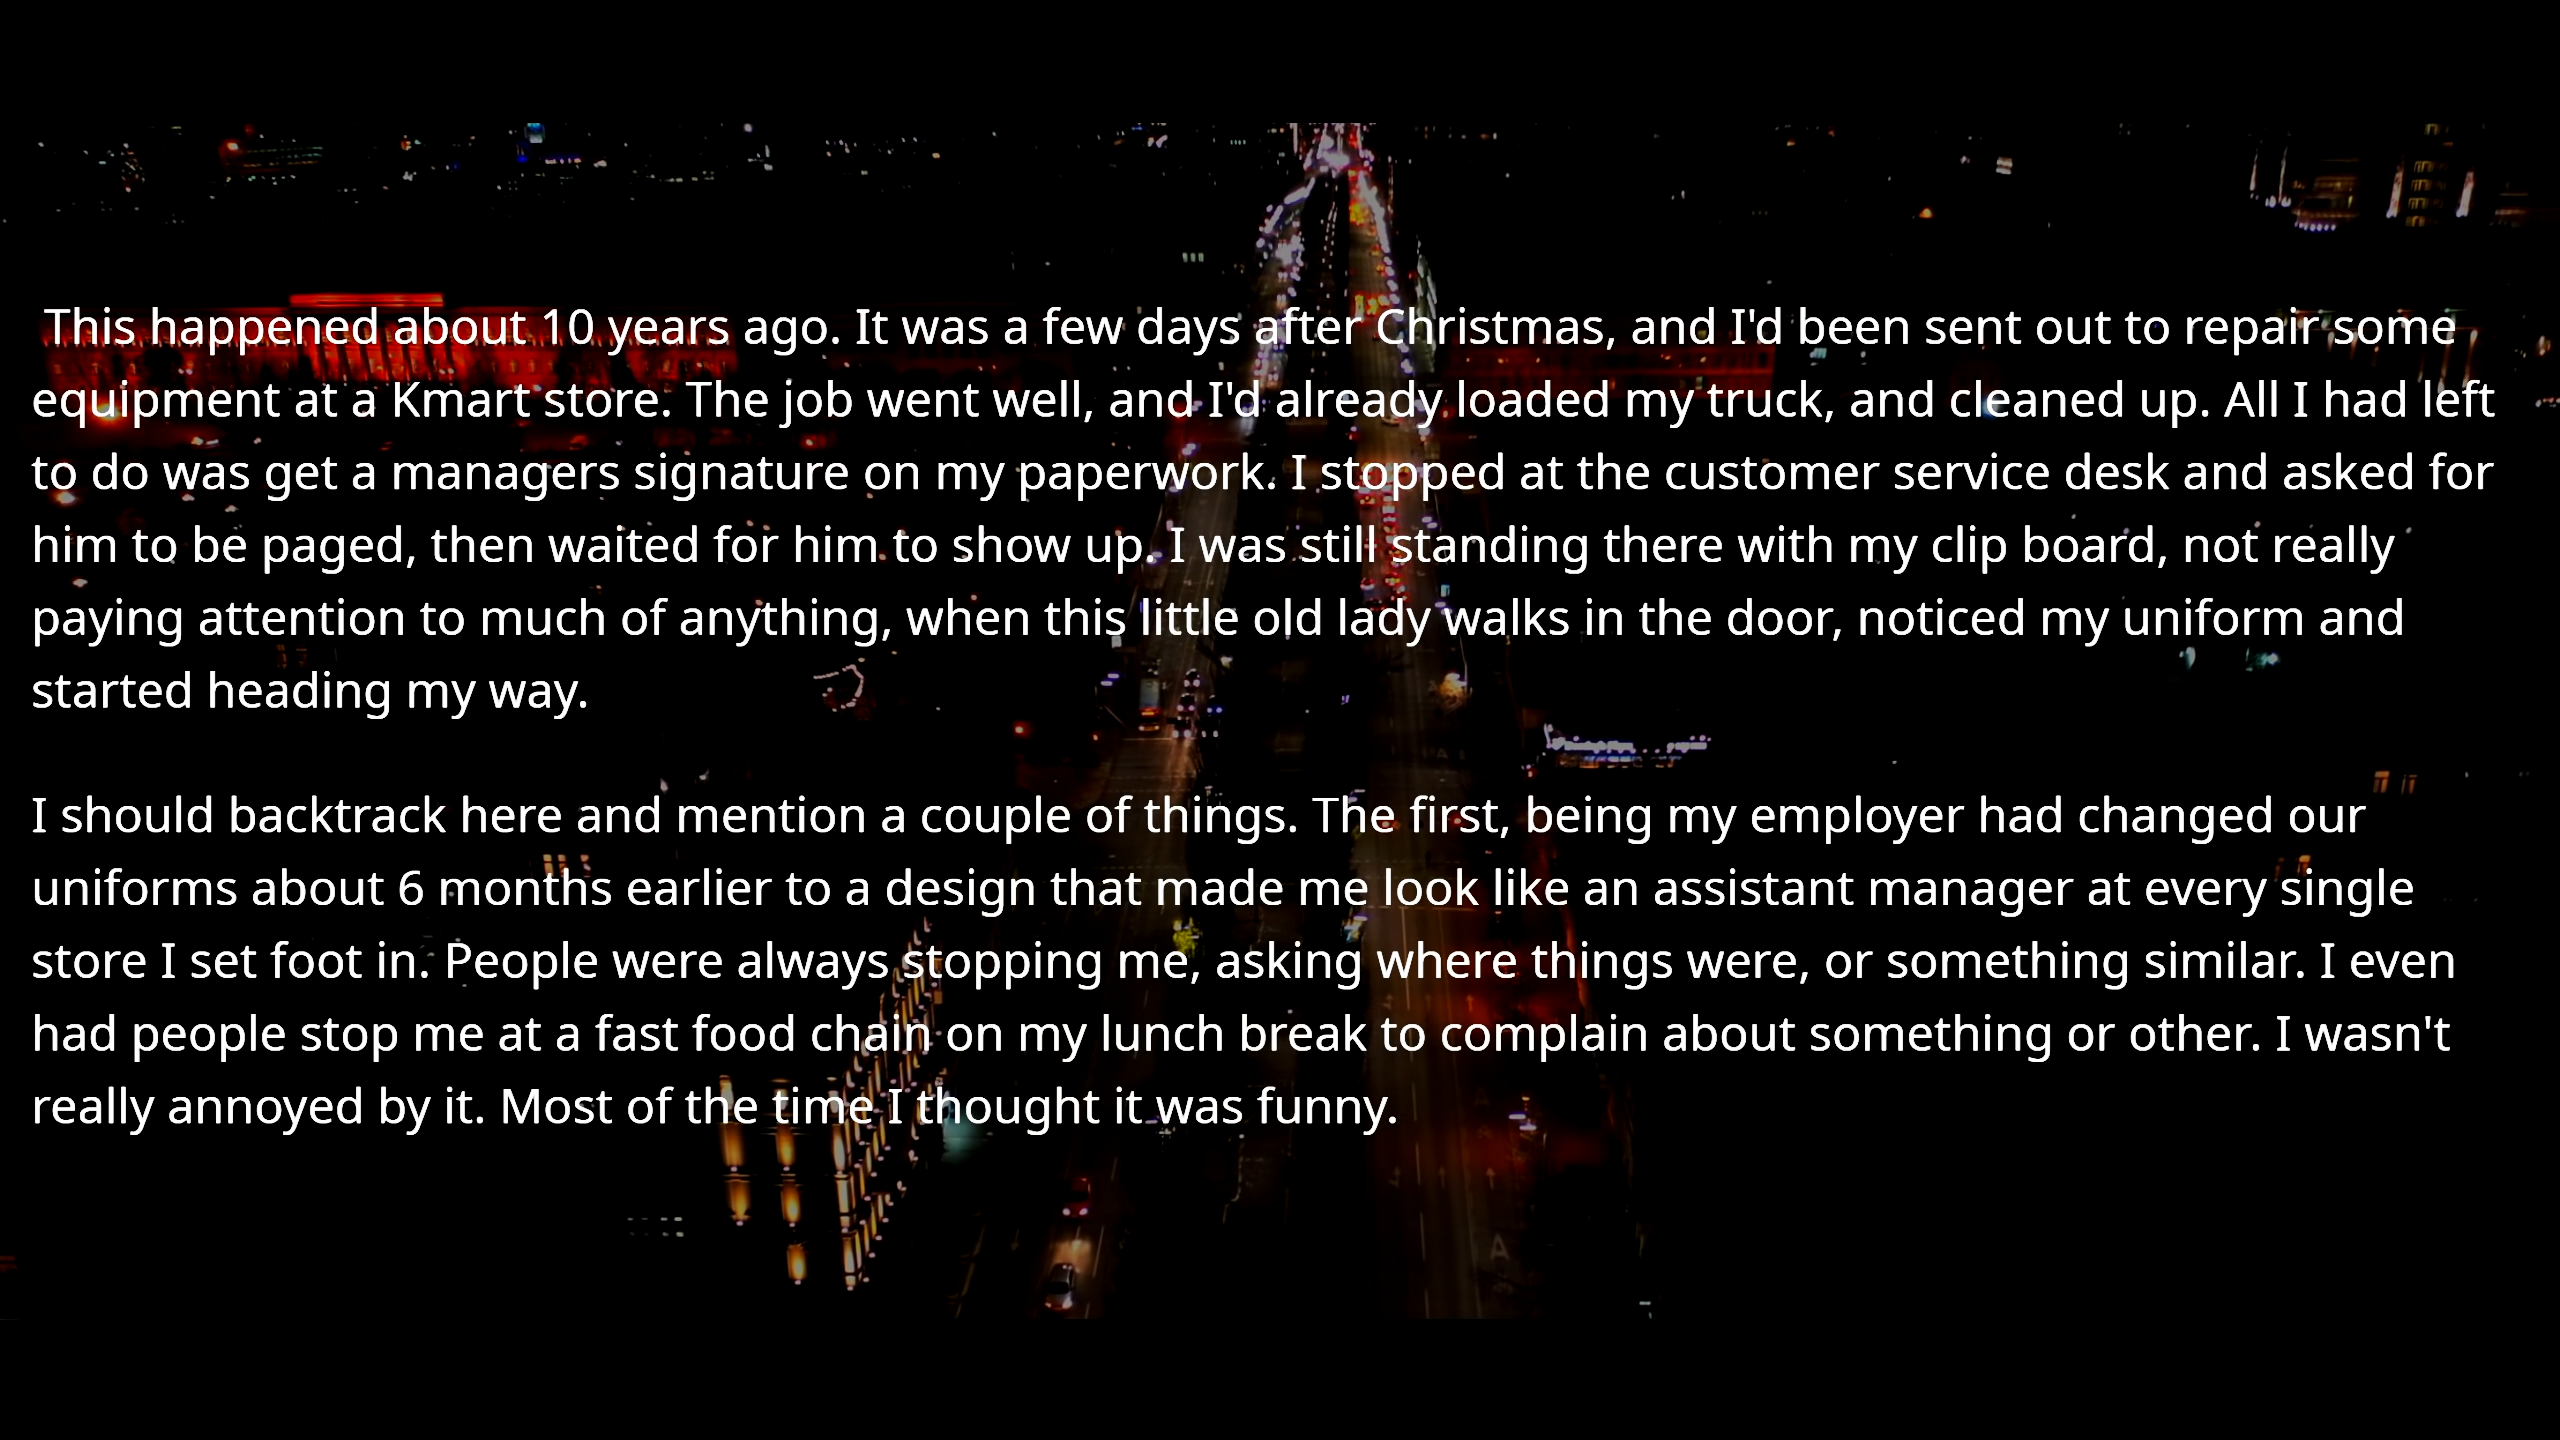 This happened about 10 years ago. It was a few days after Christmas, and I'd been sent out to repair some
equipment at a Kmart store. The job went well, and I'd already loaded my truck, and cleaned up. All I had left
to do was get a managers signature on my paperwork. I stopped at the customer service desk and asked for
him to be paged, then waited for him to show up. I was still standing there with my clip board, not really
paying attention to much of anything, when this little old lady walks in the door, noticed my uniform and
started heading my way.
I should backtrack here and mention a couple of things. The first, being my employer had changed our
uniforms about 6 months earlier to a design that made me look like an assistant manager at every single
store I set foot in. People were always stopping me, asking where things were, or something similar. I even
had people stop me at a fast food chain on my lunch break to complain about something or other. I wasn't
really annoyed by it. Most of the time I thought it was funny.